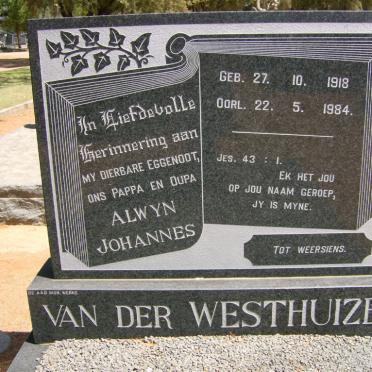 In Liefdevolle
Herinnering aan
MY DIERBARE EGGENOOT,
ONS PAPPA EN OUPA
ALWYN
JOHANNES
GEB. 27. 10. 1918
OORL. 22. 5. 1984.
JES. 43 : 1.
EK HET JOU
OP JOU NAAM GEROEP,
JY IS MYNE.
TOT WEERSIENS.
VAN DER WESTHUIZE